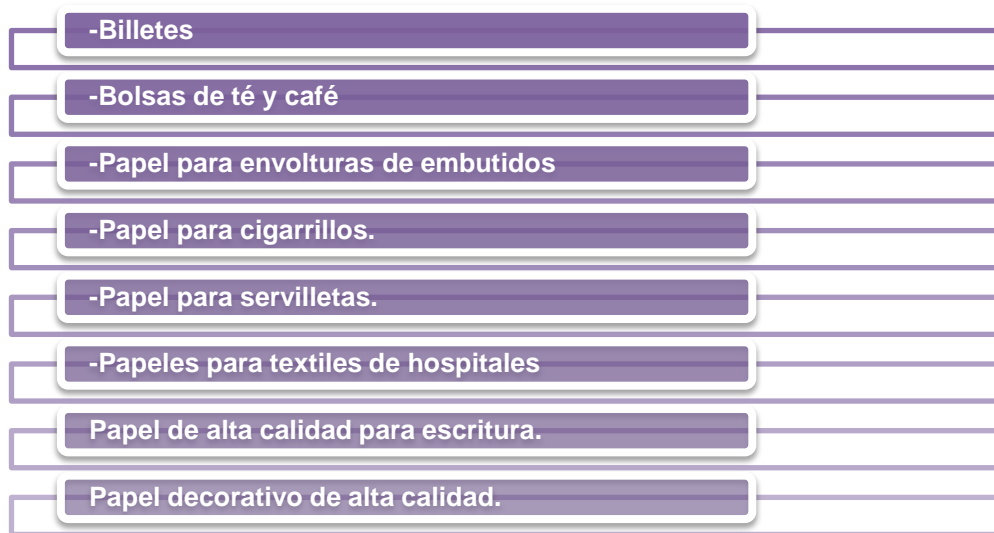 -Billetes
-Bolsas de té y café
-Papel para envolturas de embutidos
-Papel para cigarrillos.
-Papel para servilletas.
-Papeles para textiles de hospitales
Papel de alta calidad para escritura.
Papel decorativo de alta calidad.